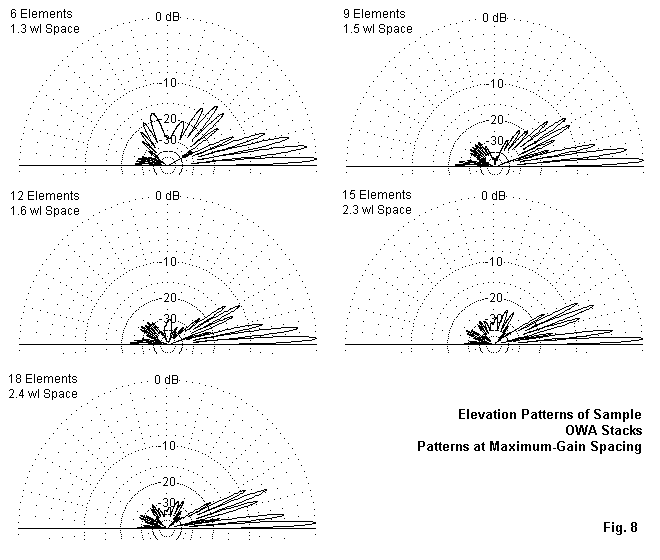 6 Elements
1.3 wl Space
0 dB
-10
-20
-30
9 Elements
1.5 wl Space
0 dB
-10
-20
-30
12 Elements
1.6 wl Space
0 dB
-10
-20
-30
15 Elements
2.3 wl Space
0 dB
-10
-20
-30
18 Elements
2.4 wl Space
0 dB
-10
-20
-30
Elevation Patterns of Sample
OWA Stacks
Patterns at Maximum-Gain Spacing
Fig. 8